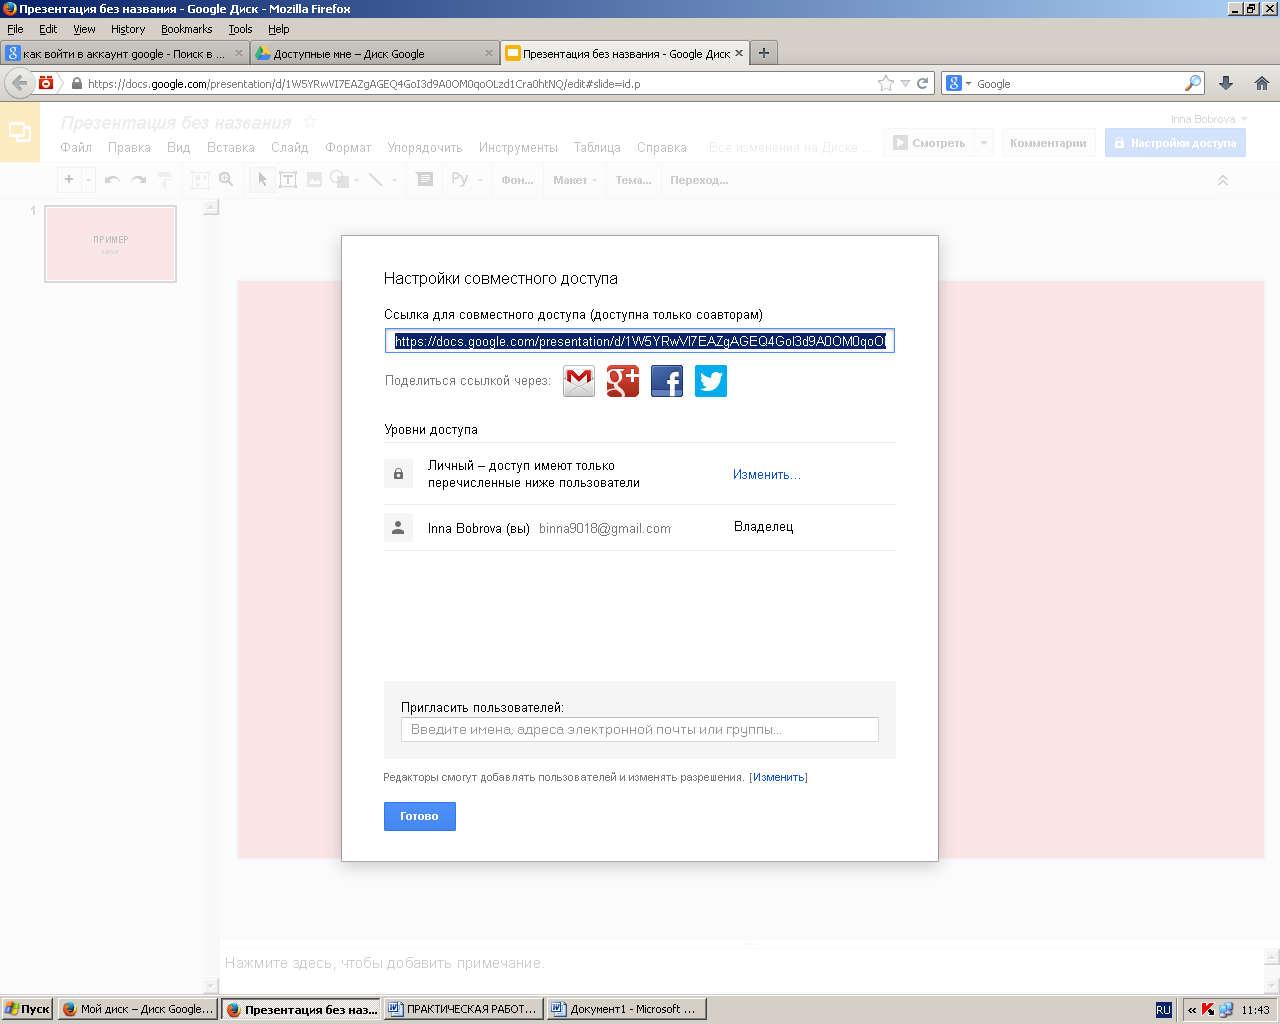 Презентация без названия - Google Диск - Mozilla Firefox
File Edit View History Bookmarks Tools Help
как войти в аккаунт google - Поиск в ...
Доступные мне – Диск Google
Презентация без названия - Google Диск
https://docs.google.com/presentation/d/1W5YRwVI7EAZgAGEQ4GoI3d9A0OM0qoOLzd1Cra0htNQ/edit#slide=id.p
Google
Презентация без названия
Inna Bobrova
Файл Правка Вид Вставка Слайд Формат Упорядочить Инструменты Таблица Справка Все изменения на Диске ...
Смотреть
Комментарии
Настройки доступа
Py Фон... Макет Тема... Переход...
1
ПРИМЕР
Настройки совместного доступа
Ссылка для совместного доступа (доступна только соавторам)
https://docs.google.com/presentation/d/1W5YRwVI7EAZgAGEQ4GoI3d9A0OM0qoO
Поделиться ссылкой через:
Уровни доступа
Личный – доступ имеют только
перечисленные ниже пользователи
Изменить...
Inna Bobrova (вы) binna9018@gmail.com
Владелец
Пригласить пользователей:
Введите имена, адреса электронной почты или группы...
Редакторы смогут добавлять пользователей и изменять разрешения. [Изменить]
Готово
Нажмите здесь, чтобы добавить примечание.
Пуск
Мой диск – Диск Google...
Презентация без наз...
ПРАКТИЧЕСКАЯ РАБОТ...
Документ1 - Microsoft ...
RU
11:43